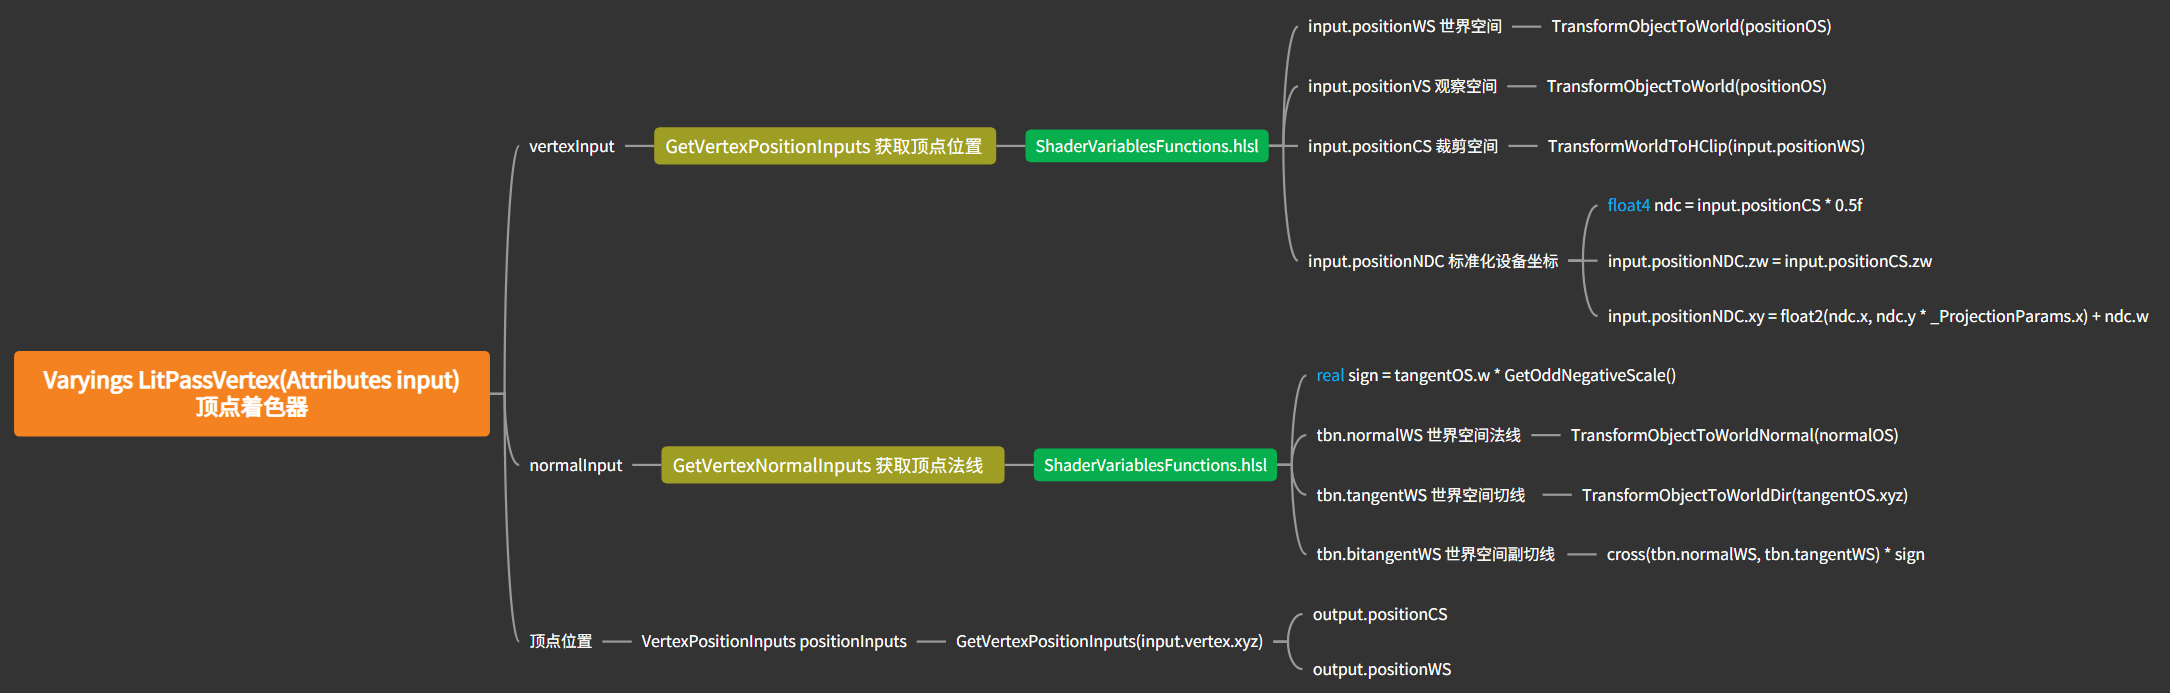 Varyings LitPassVertex(Attributes input)
顶点着色器
vertexInput
GetVertexPositionInputs 获取顶点位置
ShaderVariablesFunctions.hlsl
input.positionWS 世界空间
TransformObjectToWorld(positionOS)
input.positionVS 观察空间
TransformObjectToWorld(positionOS)
input.positionCS 裁剪空间
TransformWorldToHClip(input.positionWS)
input.positionNDC 标准化设备坐标
float4 ndc = input.positionCS * 0.5f
input.positionNDC.zw = input.positionCS.zw
input.positionNDC.xy = float2(ndc.x, ndc.y * _ProjectionParams.x) + ndc.w
normalInput
GetVertexNormalInputs 获取顶点法线
ShaderVariablesFunctions.hlsl
real sign = tangentOS.w * GetOddNegativeScale()
tbn.normalWS 世界空间法线
TransformObjectToWorldNormal(normalOS)
tbn.tangentWS 世界空间切线
TransformObjectToWorldDir(tangentOS.xyz)
tbn.bitangentWS 世界空间副切线
cross(tbn.normalWS, tbn.tangentWS) * sign
顶点位置
VertexPositionInputs positionInputs
GetVertexPositionInputs(input.vertex.xyz)
output.positionCS
output.positionWS